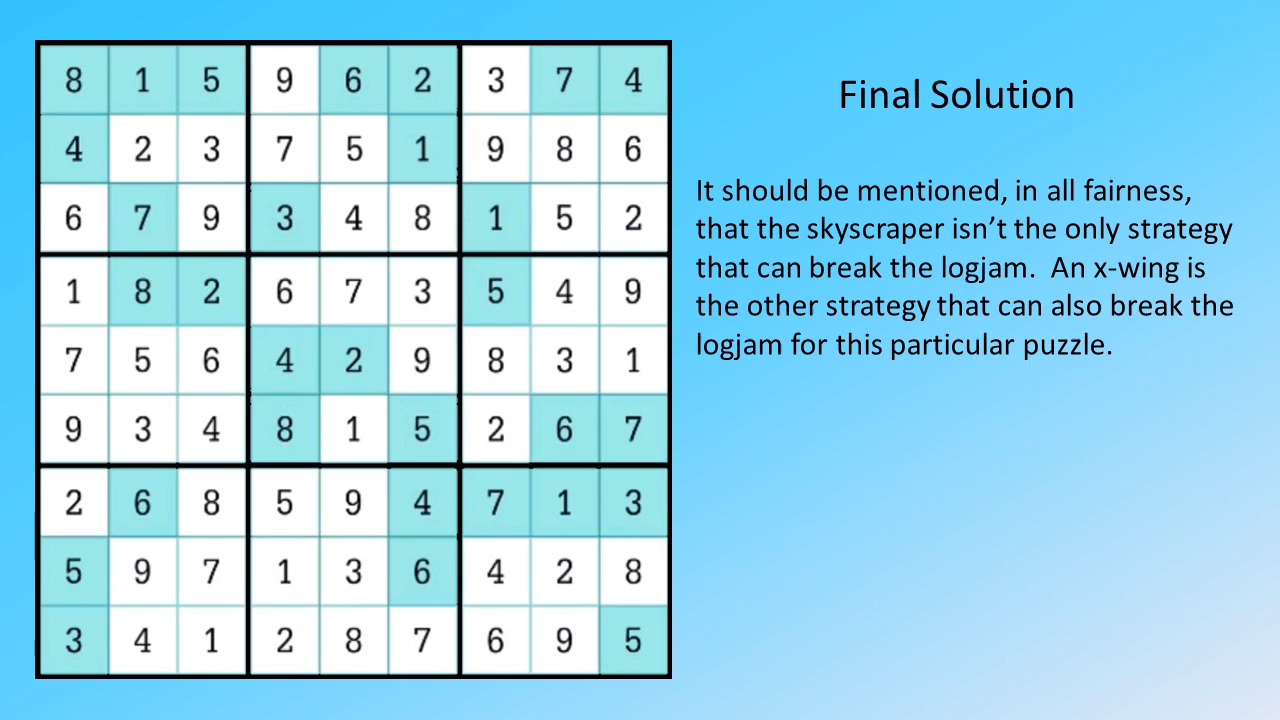 8 1 5 9 6 2 3 7 4
4 2 3 7 5 1 9 8 6
6 7 9 3 4 8 1 5 2
1 8 2 6 7 3 5 4 9
7 5 6 4 2 9 8 3 1
9 3 4 8 1 5 2 6 7
2 6 8 5 9 4 7 1 3
5 9 7 1 3 6 4 2 8
3 4 1 2 8 7 6 9 5
Final Solution
It should be mentioned, in all fairness,
that the skyscraper isn’t the only strategy
that can break the logjam.  An x-wing is
the other strategy that can also break the
logjam for this particular puzzle.